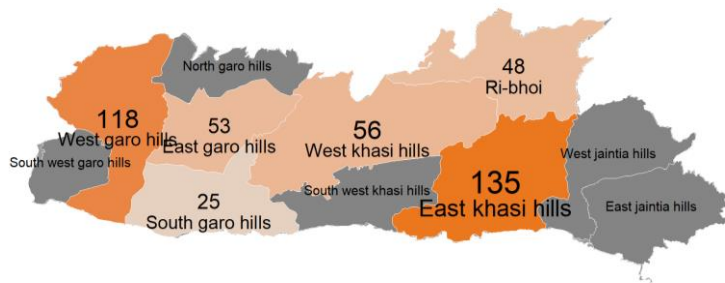 North garo hills
48
Ri-bhoi
118
West garo hills
53
East garo hills
56
West khasi hills
West jaintia hills
South west garo hills
South west khasi hills
135
East khasi hills
East jaintia hills
25
South garo hills